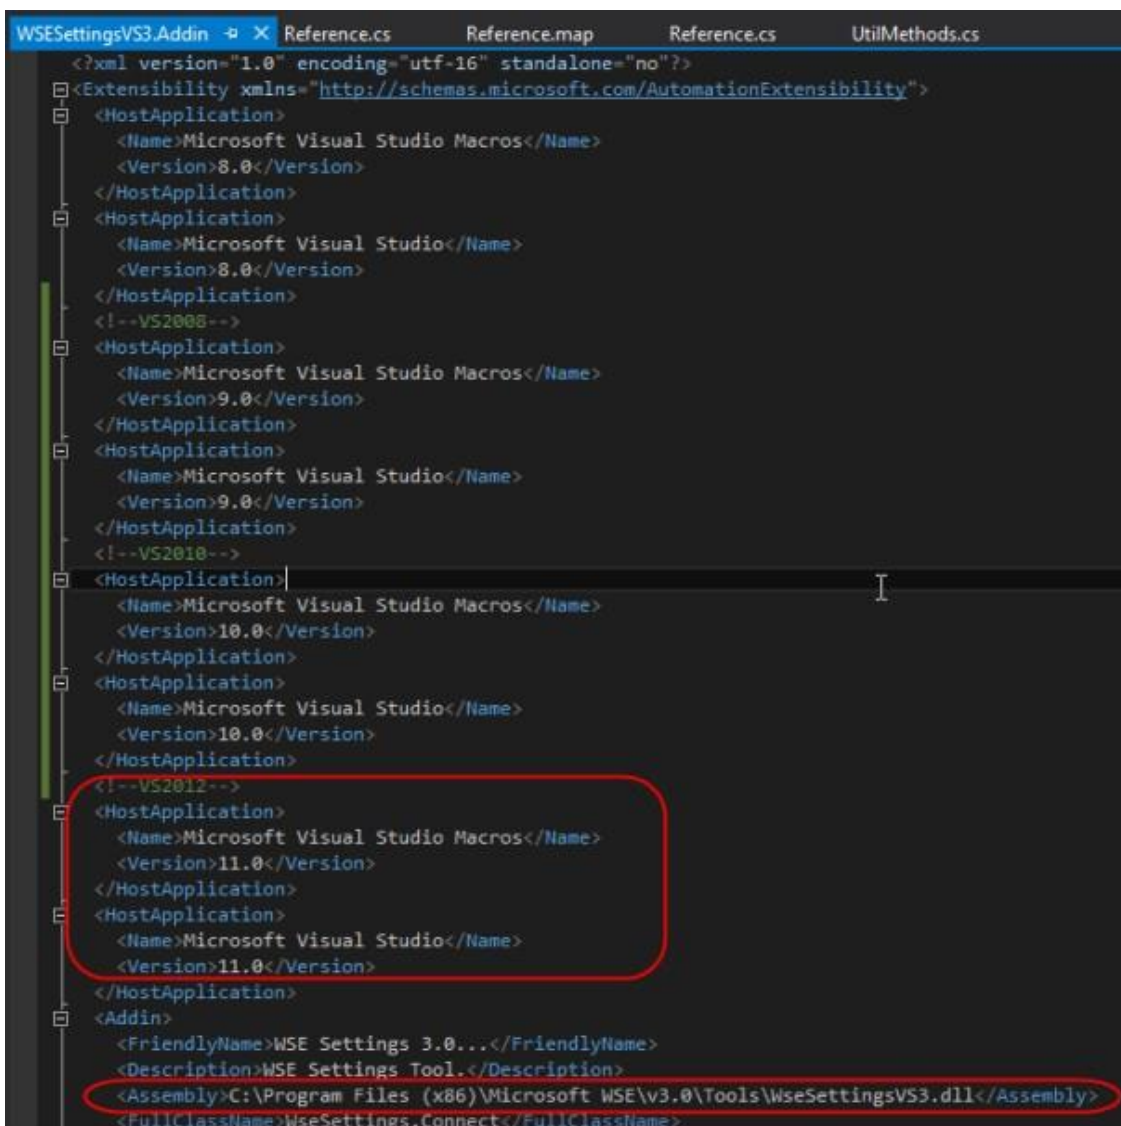 WSESettingsVS3.Addin Reference.cs Reference.map Reference.cs UtilMethods.cs
<?xml version="1.0" encoding="utf-16" standalone="no"?>
<Extensibility xmlns="http://schemas.microsoft.com/AutomationExtensibility">
<HostApplication>
<Name>Microsoft Visual Studio Macros</Name>
<Version>8.0</Version>
</HostApplication>
<HostApplication>
<Name>Microsoft Visual Studio</Name>
<Version>8.0</Version>
</HostApplication>
<!--VS2008-->
<HostApplication>
<Name>Microsoft Visual Studio Macros</Name>
<Version>9.0</Version>
</HostApplication>
<HostApplication>
<Name>Microsoft Visual Studio</Name>
<Version>9.0</Version>
</HostApplication>
<!--VS2010-->
<HostApplication>
<Name>Microsoft Visual Studio Macros</Name>
<Version>10.0</Version>
</HostApplication>
<HostApplication>
<Name>Microsoft Visual Studio</Name>
<Version>10.0</Version>
</HostApplication>
<!--VS2012-->
<HostApplication>
<Name>Microsoft Visual Studio Macros</Name>
<Version>11.0</Version>
</HostApplication>
<HostApplication>
<Name>Microsoft Visual Studio</Name>
<Version>11.0</Version>
</HostApplication>
<Addin>
<FriendlyName>WSE Settings 3.0...</FriendlyName>
<Description>WSE Settings Tool.</Description>
<Assembly>C:\Program Files (x86)\Microsoft WSE\v3.0\Tools\WseSettingsVS3.dll</Assembly>
<FullClassName>WseSettings.Connect</FullClassName>